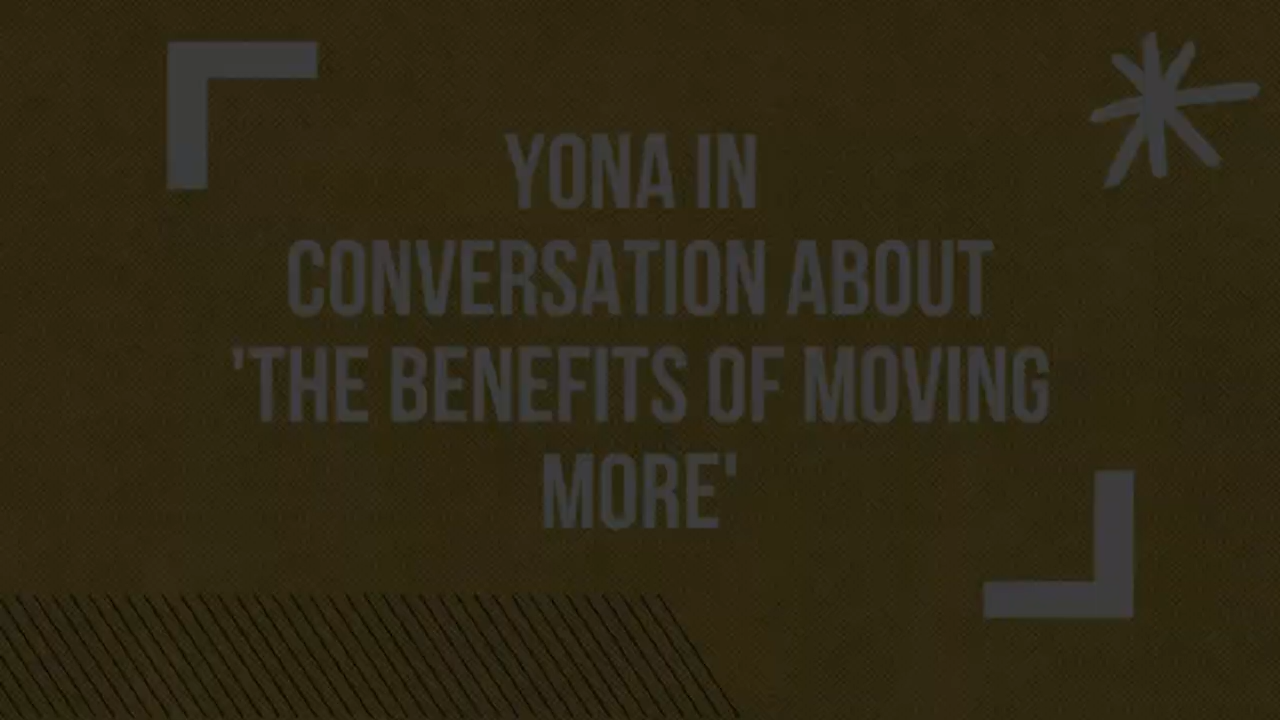 YONA IN
CONVERSATION ABOUT
'THE BENEFITS OF MOVING
MORE'